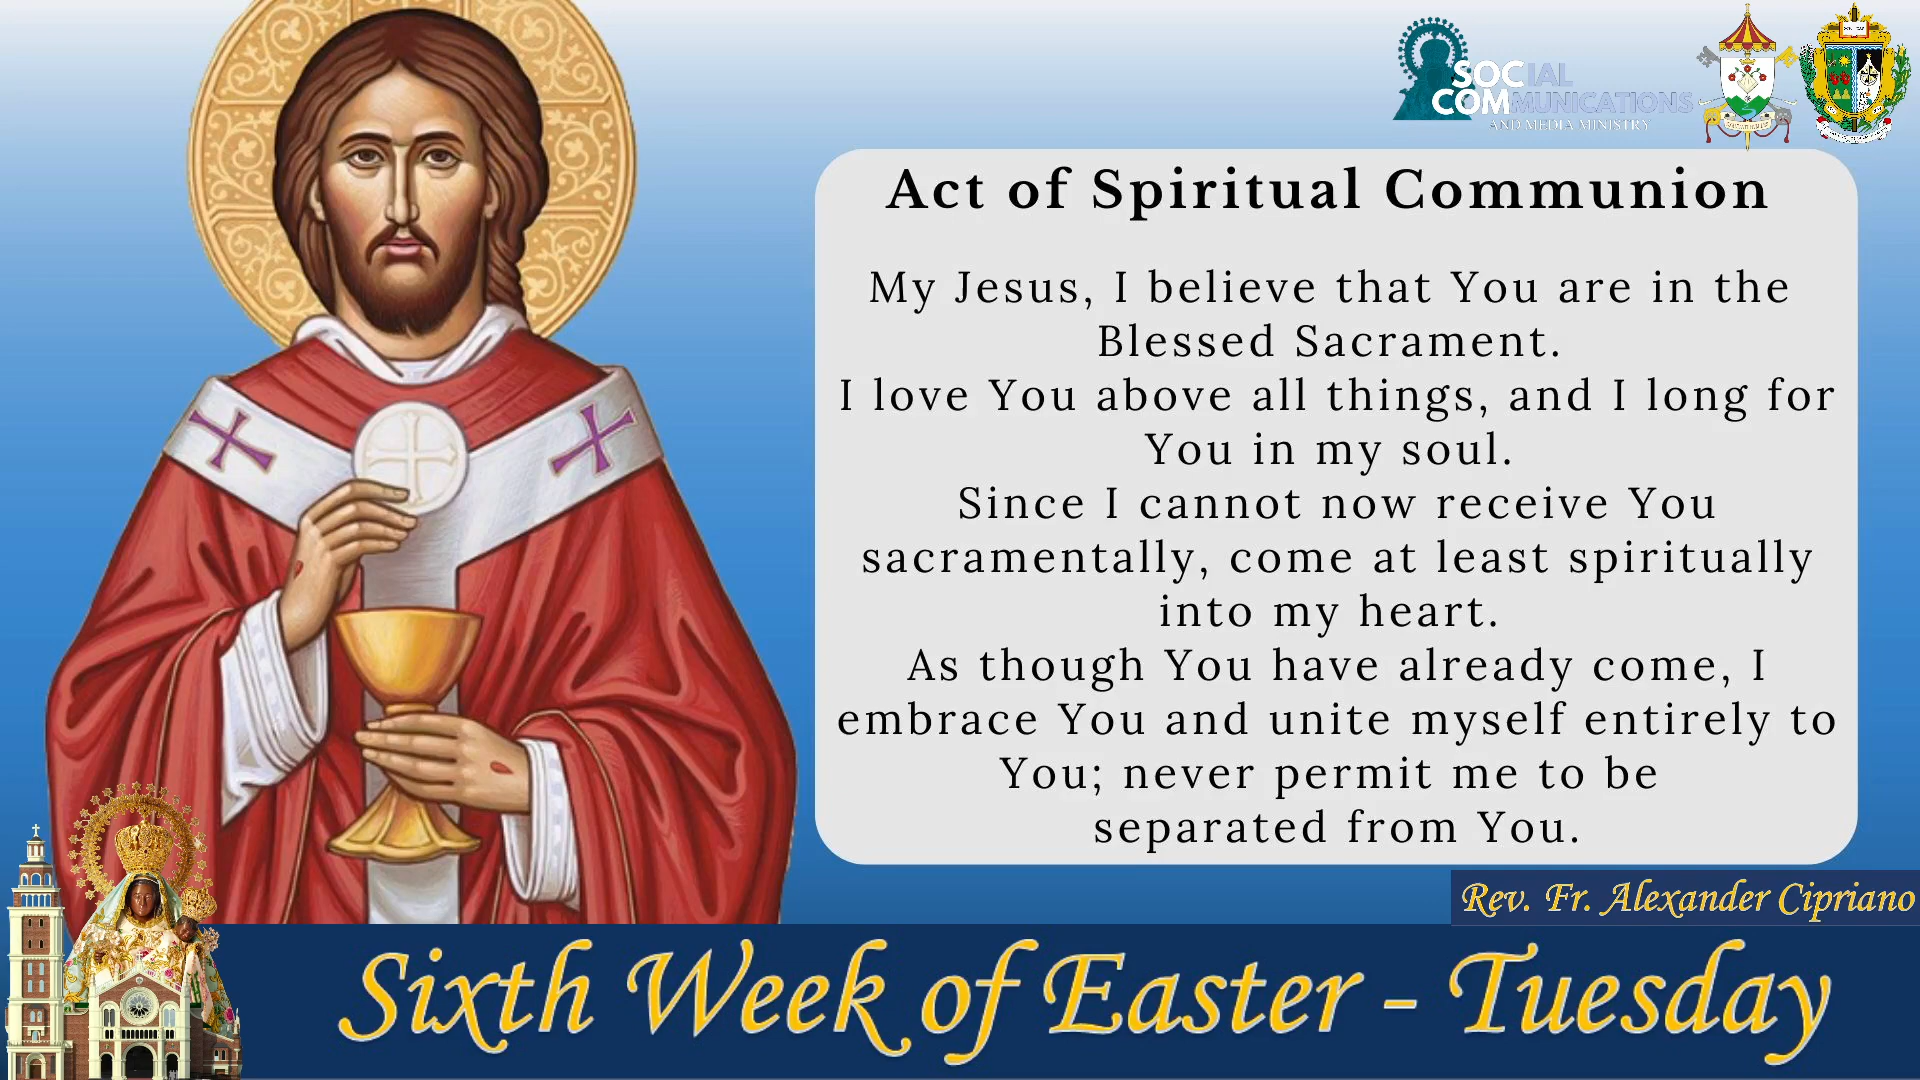 SOCIAL
COMMUNICATIONS
AND MEDIA MINISTRY
Act of Spiritual Communion
My Jesus, I believe that You are in the
Blessed Sacrament.
I love You above all things, and I long for
You in my soul.
Since I cannot now receive You
sacramentally, come at least spiritually
into my heart.
As though You have already come, I
embrace You and unite myself entirely to
You; never permit me to be
separated from You.
Rev. Fr. Alexander Cipriano
Sixth Week of Easter - Tuesday